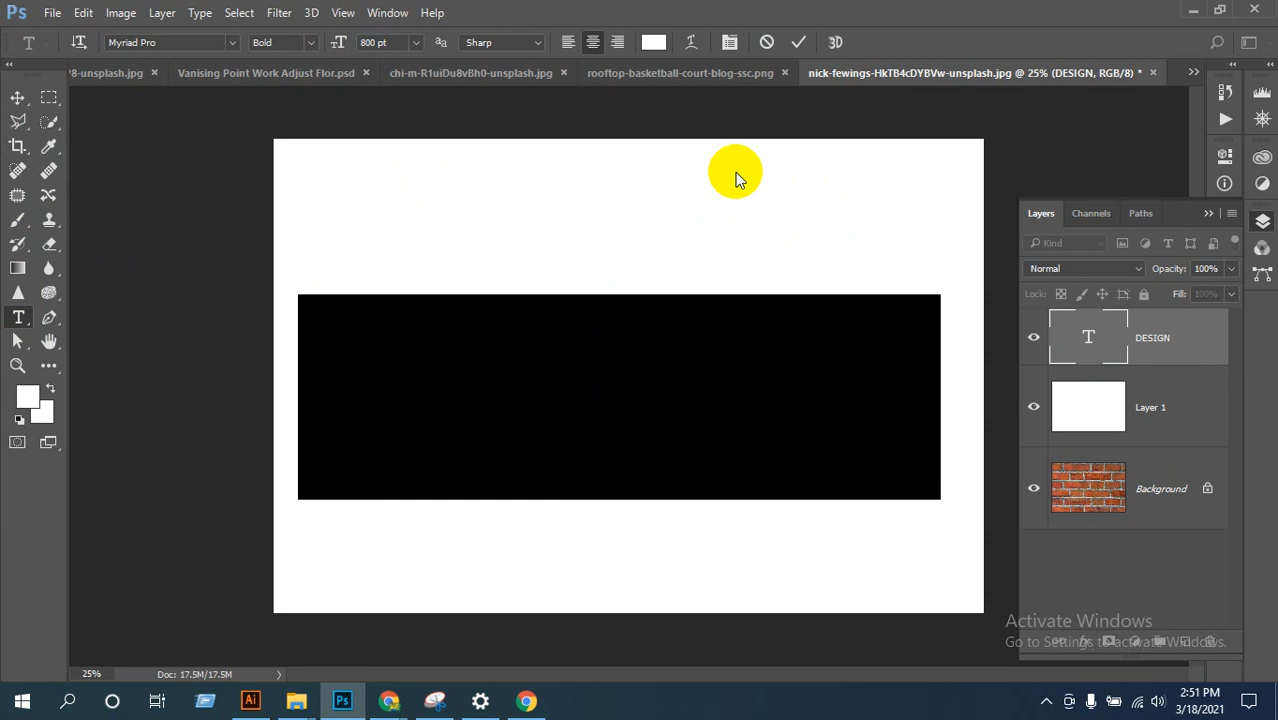 Ps File Edit Image Layer Type Select Filter 3D View Window Help
T Myriad Pro Bold 800 pt Sharp 3D
8-unsplash.jpg Vanising Point Work Adjust Flor.psd chi-m-R1uiDu8vBh0-unsplash.jpg rooftop-basketball-court-blog-ssc.png nick-fewings-HkTB4cDYBVw-unsplash.jpg @ 25% (DESIGN, RGB/8) *
Layers Channels Paths
Kind
Normal Opacity: 100%
Lock: Fill: 100%
T DESIGN
Layer 1
Background
Activate Windows
Go to Settings to activate Windows.
25% Doc: 17.5M/17.5M
Ai Ps
2:51 PM
3/18/2021